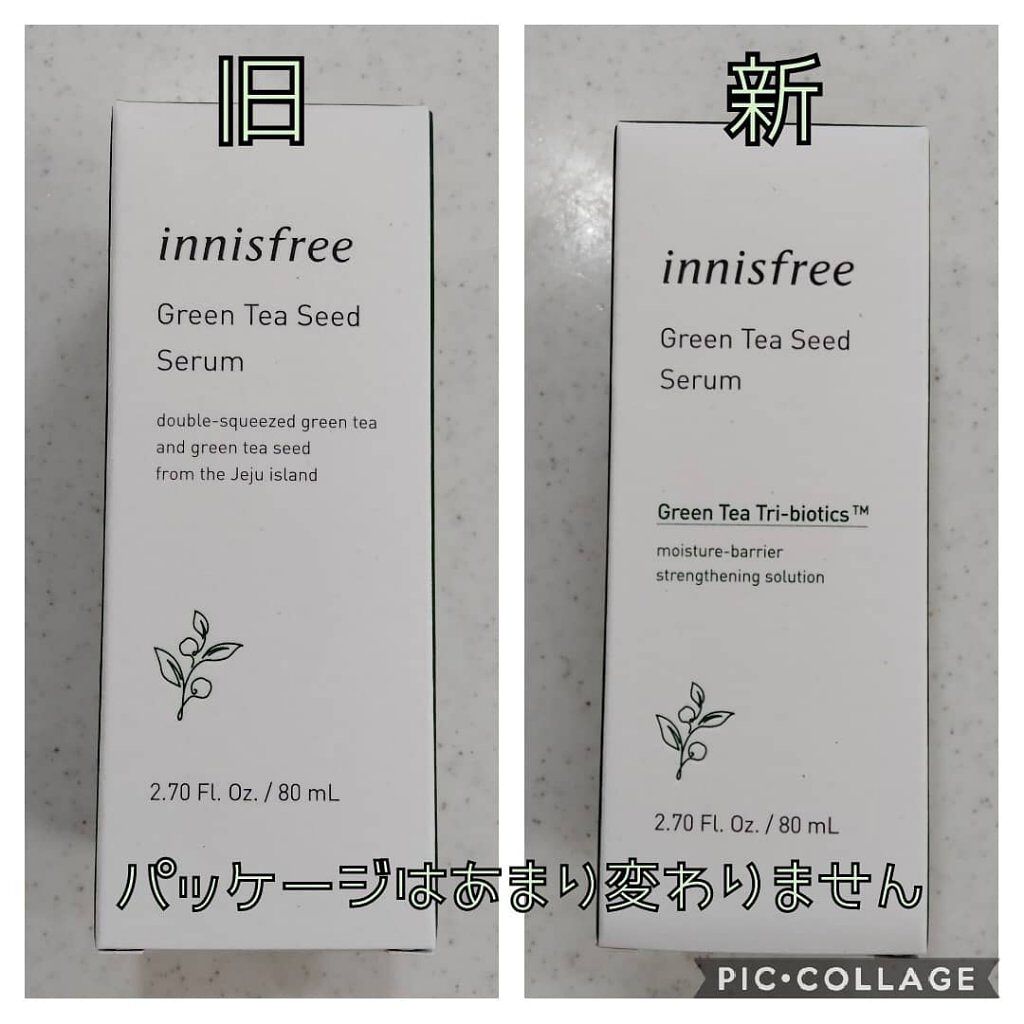 旧
innisfree
Green Tea Seed
Serum
double-squeezed green tea
and green tea seed
from the Jeju island
2.70 Fl. Oz. / 80 mL
新
innisfree
Green Tea Seed
Serum
Green Tea Tri-biotics™
moisture-barrier
strengthening solution
2.70 Fl. Oz. / 80 mL
パッケージはあまり変わりません
PIC•COLLAGE